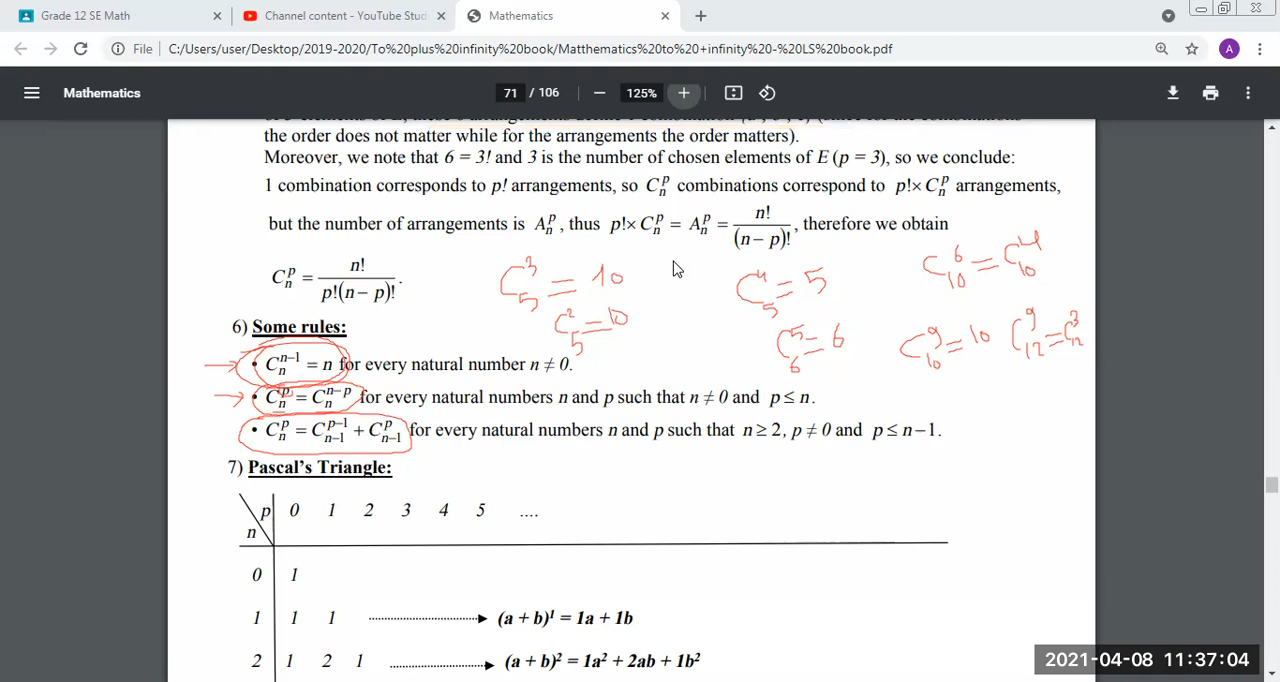 Grade 12 SE Math
Channel content - YouTube Studio
Mathematics
File C:/Users/user/Desktop/2019-2020/To%20plus%20infinity%20book/Matthematics%20to%20+infinity%20-%20LS%20book.pdf
A
Mathematics
71 / 106
125%
the order does not matter while for the arrangements the order matters).
Moreover, we note that 6 = 3! and 3 is the number of chosen elements of E (p = 3), so we conclude:
1 combination corresponds to p! arrangements, so C_n^p combinations correspond to p!× C_n^p arrangements,
but the number of arrangements is A_n^p , thus p!× C_n^p = A_n^p = n!/(n− p)!, therefore we obtain
C_n^p = n!/p!(n− p)! .
C_5^3 = 10
C_5^2 = 10
C_5^4 = 5
C_6^5 = 6
C_10^6 = C_10^4
C_10^9 = 10
C_12^9 = C_12^3
6) Some rules:
• C_n^{n−1} = n for every natural number n ≠ 0.
• C_n^p = C_n^{n−p} for every natural numbers n and p such that n ≠ 0 and p ≤ n.
• C_n^p = C_{n−1}^{p−1} + C_{n−1}^p for every natural numbers n and p such that n ≥ 2, p ≠ 0 and p ≤ n−1.
7) Pascal's Triangle:
p 0 1 2 3 4 5 ....
n
0 1
1 1 1 (a + b)¹ = 1a + 1b
2 1 2 1 (a + b)² = 1a² + 2ab + 1b²
2021-04-08 11:37:04